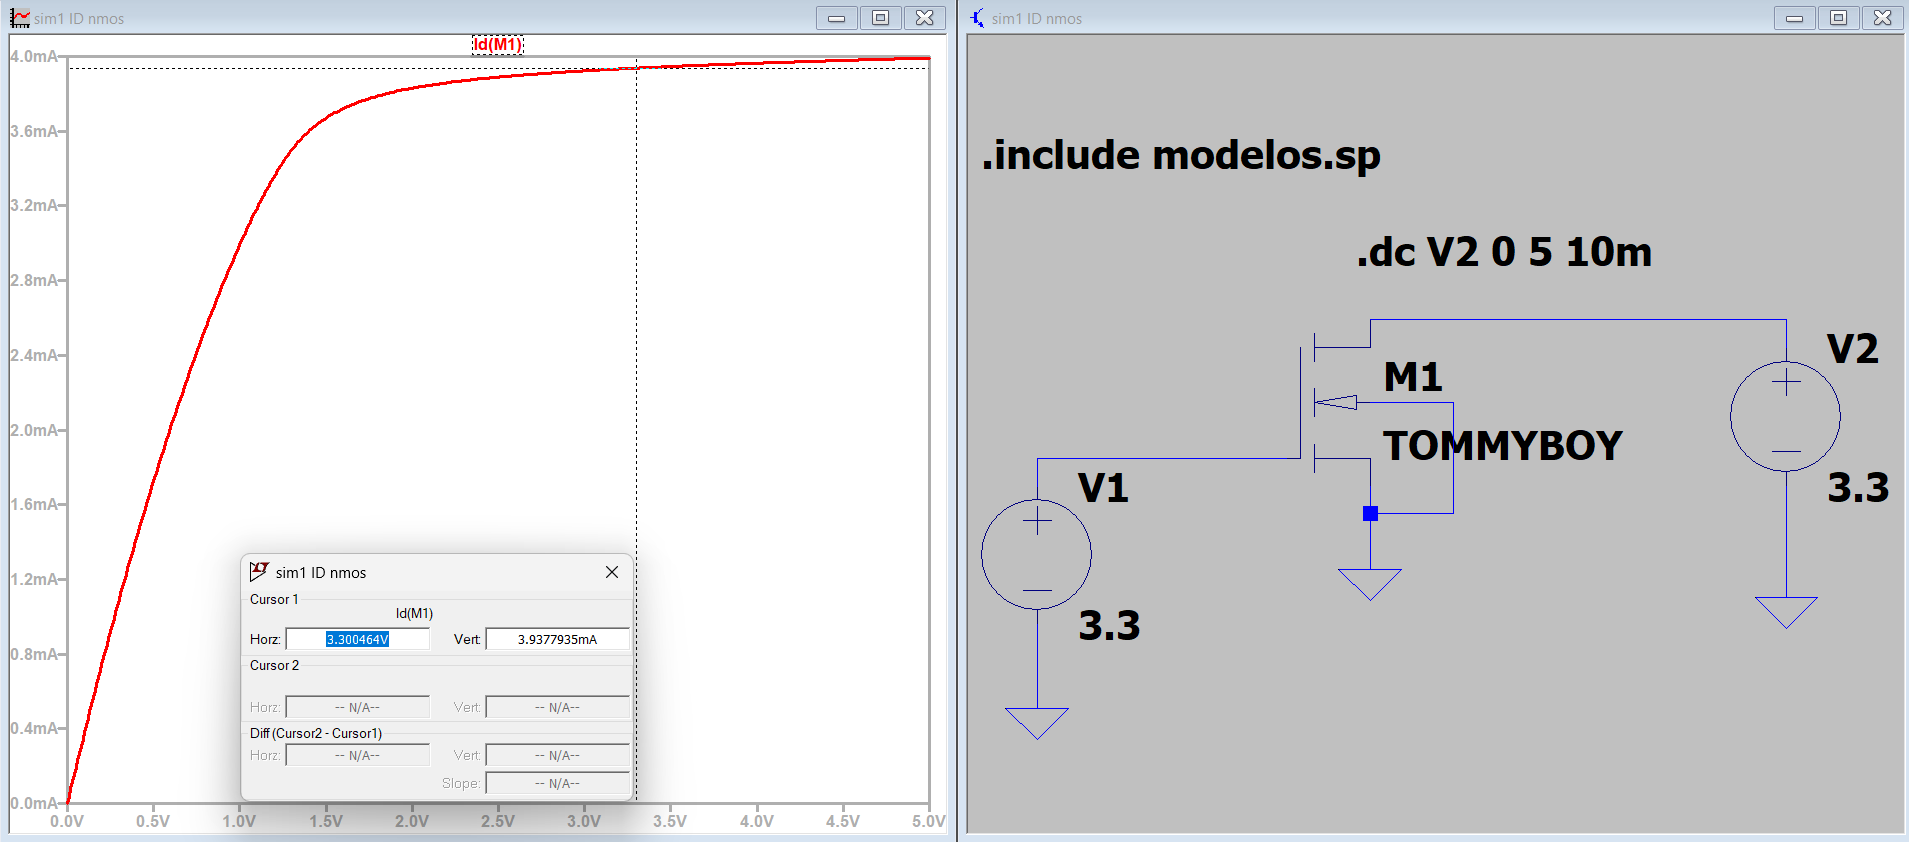 sim1 ID nmos
Id(M1)
4.0mA
3.6mA
3.2mA
2.8mA
2.4mA
2.0mA
1.6mA
1.2mA
0.8mA
0.4mA
0.0mA
0.0V 0.5V 1.0V 1.5V 2.0V 2.5V 3.0V 3.5V 4.0V 4.5V 5.0V
sim1 ID nmos
Cursor 1
Id(M1)
Horz: 3.300464V Vert: 3.9377935mA
Cursor 2
Horz: -- N/A-- Vert: -- N/A--
Diff (Cursor2 - Cursor1)
Horz: -- N/A-- Vert: -- N/A--
Slope: -- N/A--
sim1 ID nmos
.include modelos.sp
.dc V2 0 5 10m
V2
M1
TOMMYBOY
V1
3.3
3.3